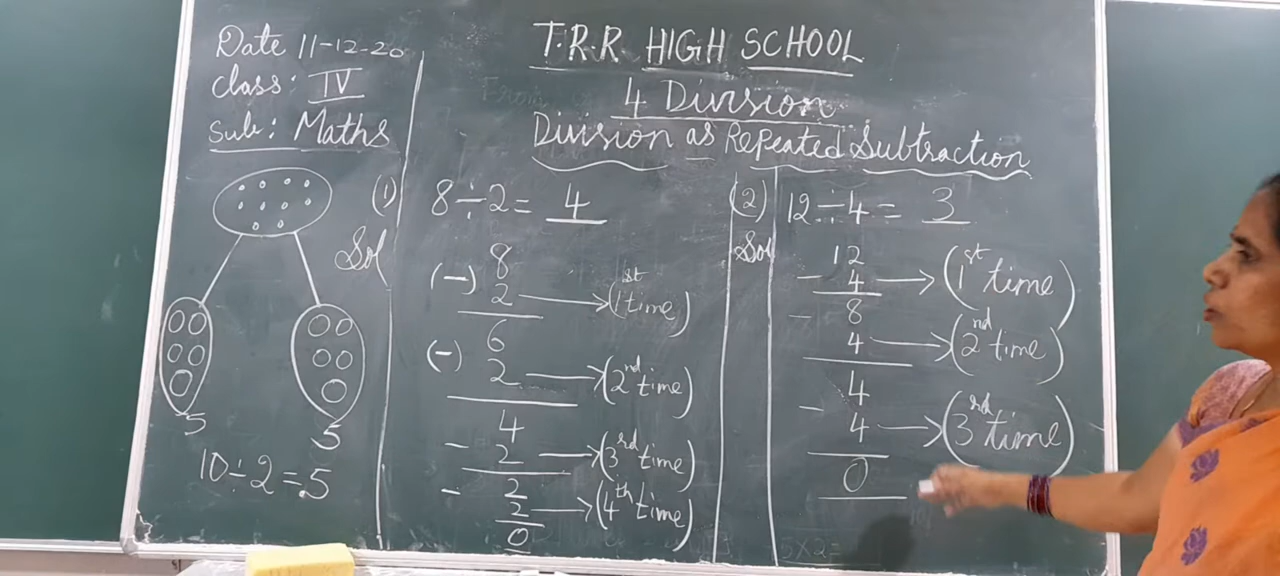 T.R.R HIGH SCHOOL
Date 11-12-20
Class: IV
Sub: Maths
4 Division
Division as Repeated Subtraction
5 5
10÷2=5
(1) 8÷2= 4
Sol
8
(-) 2 → (1st time)
6
(-) 2 → (2nd time)
4
- 2 → (3rd time)
- 2
2 → (4th time)
0
(2) 12÷4= 3
Sol
12
- 4 → (1st time)
- 8
4 → (2nd time)
4
- 4 → (3rd time)
0
5×2=